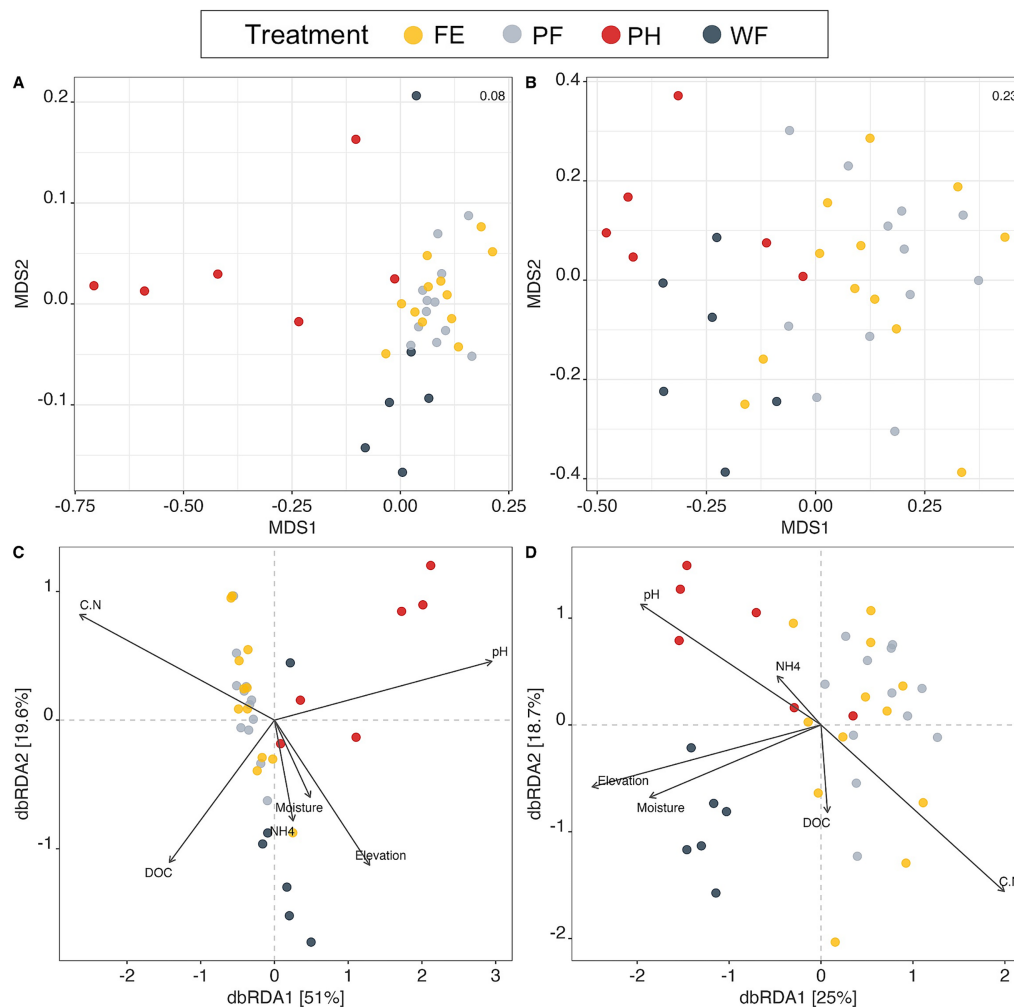 Treatment FE PF PH WF
A
0.08
0.2
0.1
0.0
-0.1
MDS2
-0.75 -0.50 -0.25 0.00 0.25
MDS1
B
0.23
0.4
0.2
0.0
-0.2
-0.4
MDS2
-0.50 -0.25 0.00 0.25
MDS1
C
C.N
pH
Moisture
NH4
Elevation
DOC
1
0
-1
dbRDA2 [19.6%]
-2 -1 0 1 2 3
dbRDA1 [51%]
D
pH
NH4
Elevation
Moisture
DOC
C.N
1
0
-1
-2
dbRDA2 [18.7%]
-2 -1 0 1 2
dbRDA1 [25%]